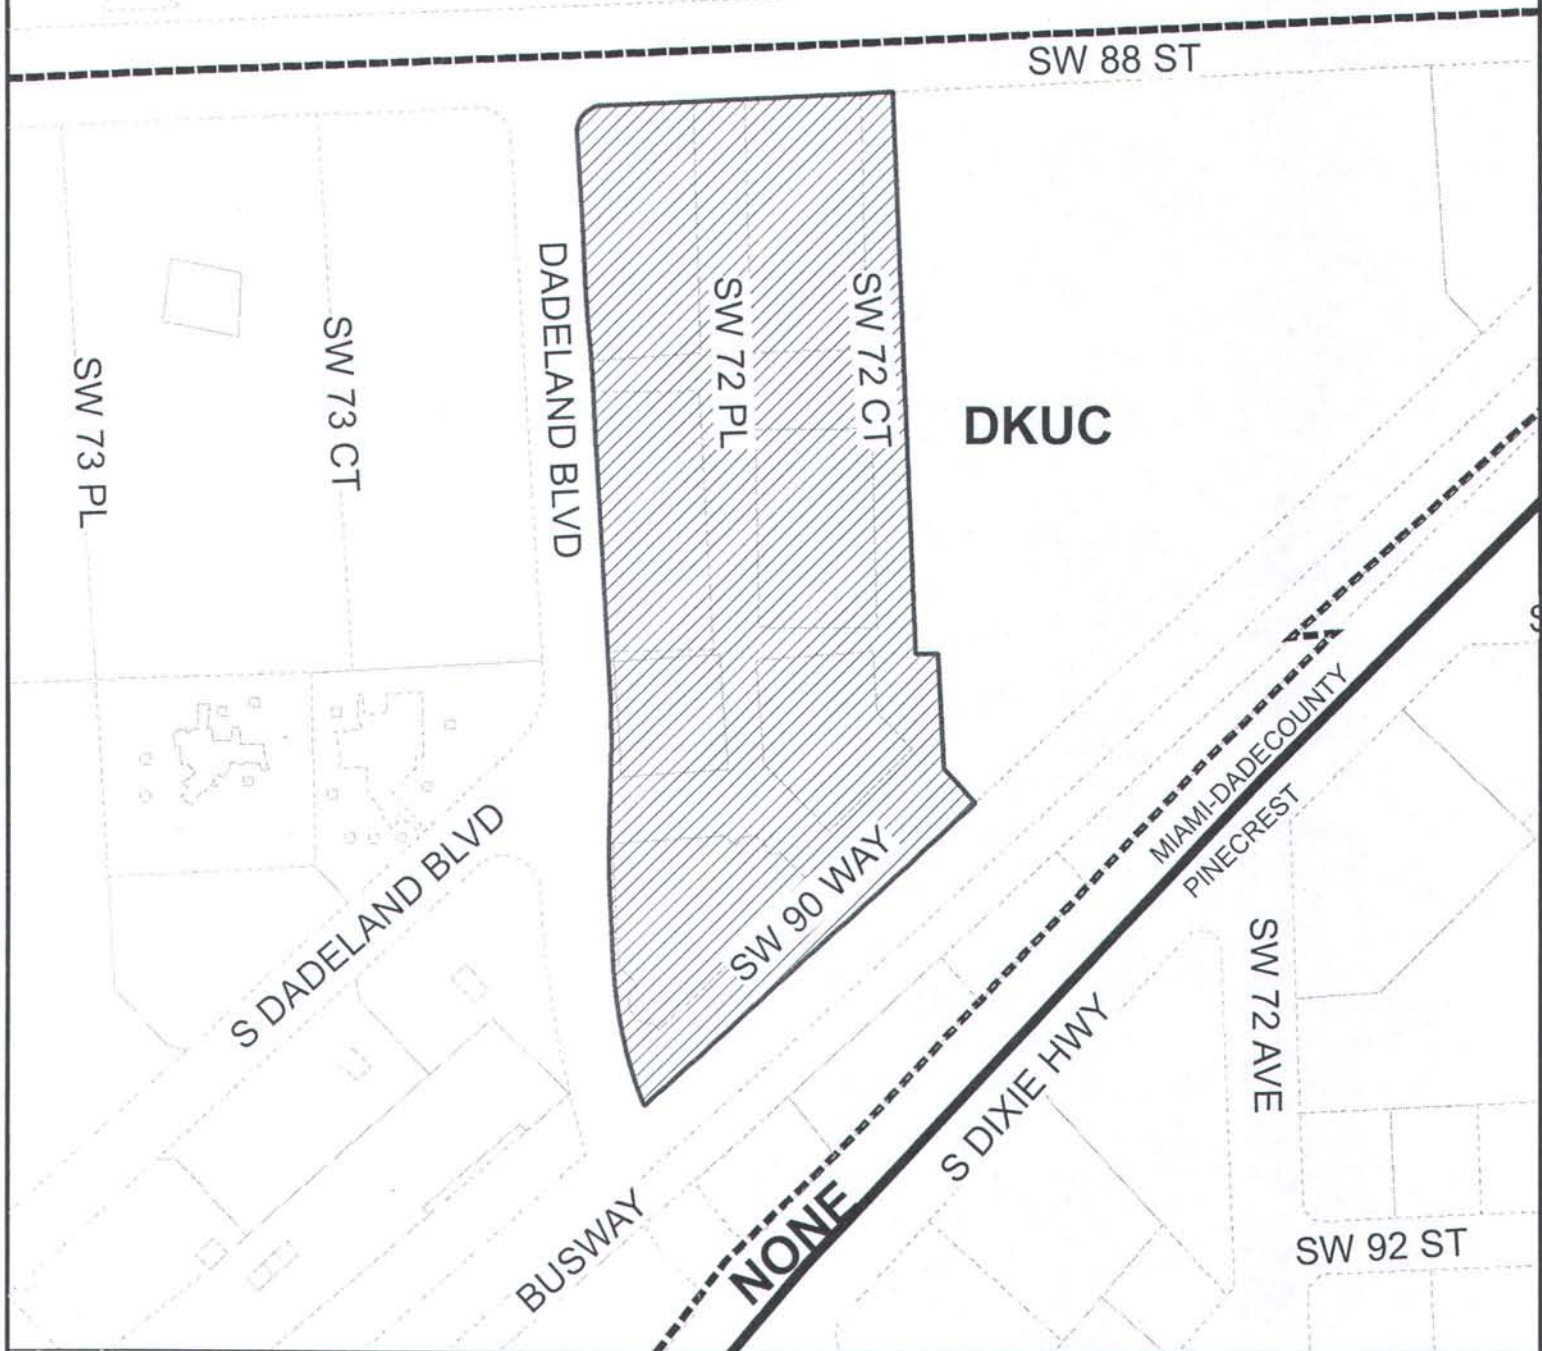 SW 88 ST
DADELAND BLVD
SW 72 PL
SW 72 CT
SW 73 CT
SW 73 PL
DKUC
MIAMI-DADECOUNTY
PINECREST
S DADELAND BLVD
SW 90 WAY
SW 72 AVE
S DIXIE HWY
BUSWAY
NONE
SW 92 ST